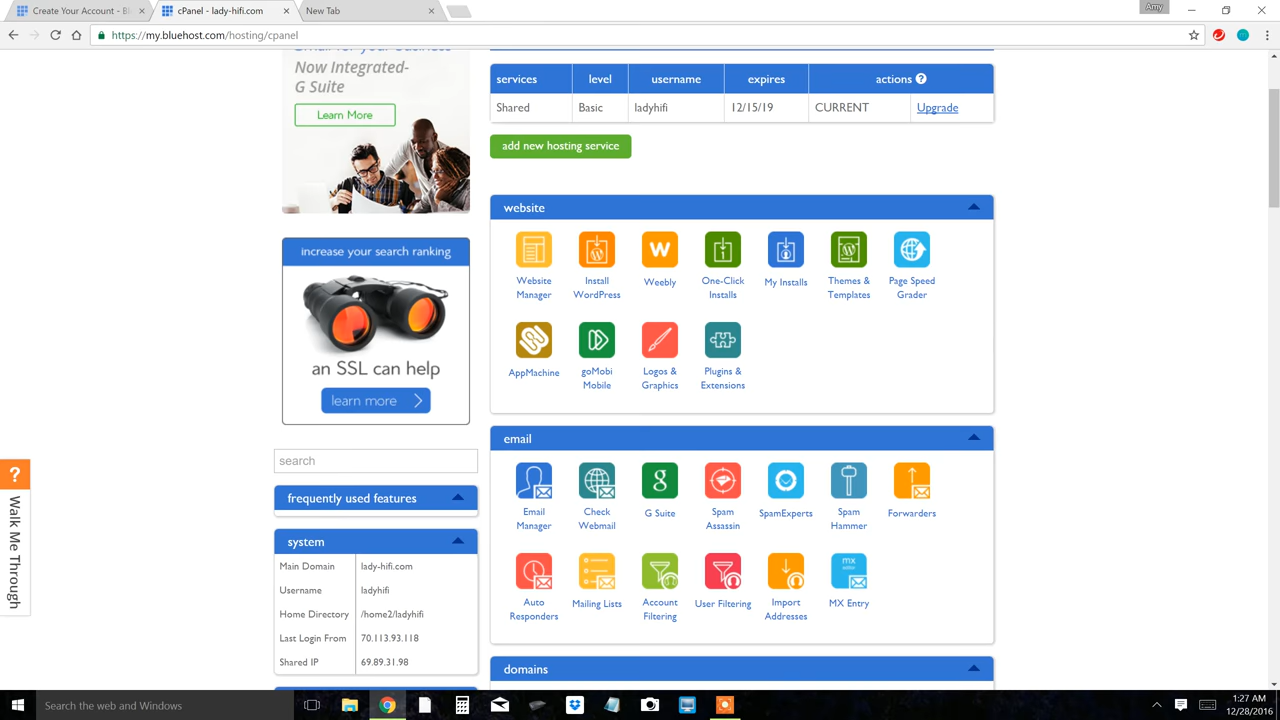 Create Your Account - Bl
cPanel - lady-hifi.com
New Tab
Amy
https://my.bluehost.com/hosting/cpanel
Now Integrated-
G Suite
Learn More
services level username expires actions ?
Shared Basic ladyhifi 12/15/19 CURRENT Upgrade
add new hosting service
increase your search ranking
an SSL can help
learn more
search
frequently used features
system
Main Domain lady-hifi.com
Username ladyhifi
Home Directory /home2/ladyhifi
Last Login From 70.113.93.118
Shared IP 69.89.31.98
website
Website Manager
Install WordPress
W
Weebly
One-Click Installs
My Installs
Themes & Templates
Page Speed Grader
AppMachine
goMobi Mobile
Logos & Graphics
Plugins & Extensions
email
Email Manager
Check Webmail
g
G Suite
Spam Assassin
SpamExperts
Spam Hammer
Forwarders
Auto Responders
Mailing Lists
Account Filtering
User Filtering
Import Addresses
mx
editor
MX Entry
domains
?
Walk Me Through
Search the web and Windows
1:27 AM
12/28/2016